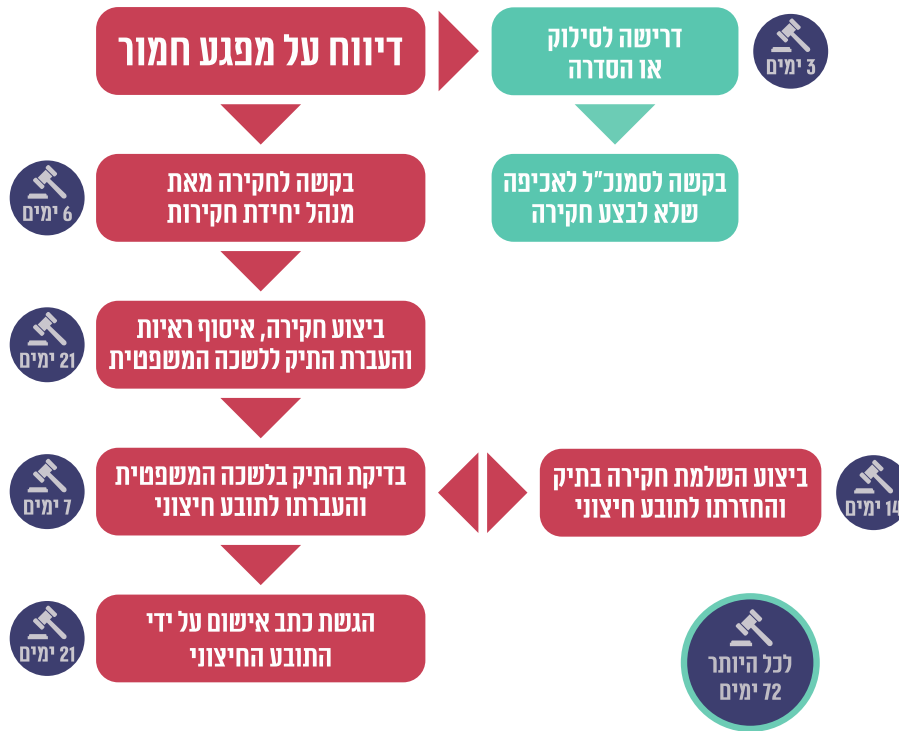 דיווח על מפגע חמור
דרישה לסילוק
או הסדרה
3 ימים
בקשה לסמנכ"ל לאכיפה
שלא לבצע חקירה
בקשה לחקירה מאת
מנהל יחידת חקירות
6 ימים
ביצוע חקירה, איסוף ראיות
והעברת התיק ללשכה המשפטית
21 ימים
בדיקת התיק בלשכה המשפטית
והעברתו לתובע חיצוני
7 ימים
ביצוע השלמת חקירה בתיק
והחזרתו לתובע חיצוני
14 ימים
הגשת כתב אישום על ידי
התובע החיצוני
21 ימים
לכל היותר
72 ימים